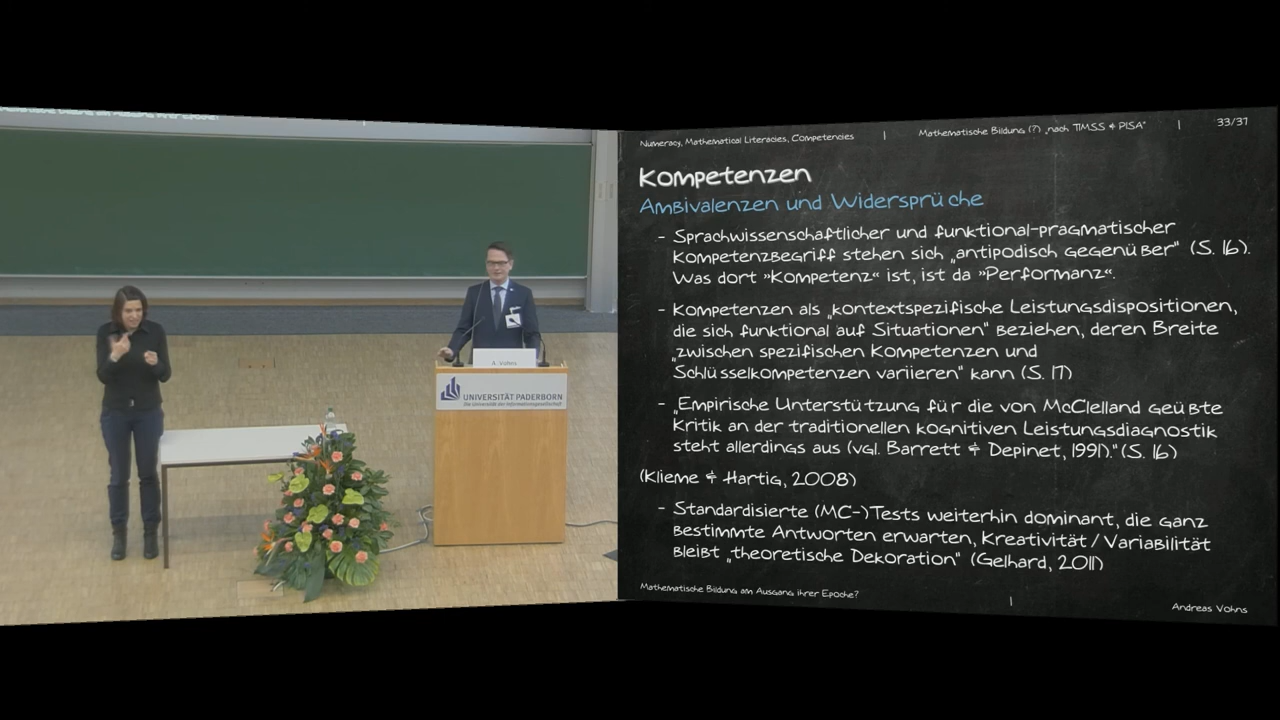 A. Vohns
UNIVERSITÄT PADERBORN
Die Universität der Informationsgesellschaft
Numeracy, Mathematical Literacies, Competencies | Mathematische Bildung (?) „nach TIMSS & PISA“ | 33/37
Kompetenzen
Ambivalenzen und Widersprüche
- Sprachwissenschaftlicher und funktional-pragmatischer
Kompetenzbegriff stehen sich „antipodisch gegenüber“ (S. 16).
Was dort »Kompetenz« ist, ist da »Performanz«.
- Kompetenzen als „kontextspezifische Leistungsdispositionen,
die sich funktional auf Situationen“ beziehen, deren Breite
„zwischen spezifischen Kompetenzen und
Schlüsselkompetenzen variieren“ kann (S. 17)
- „Empirische Unterstützung für die von McClelland geübte
Kritik an der traditionellen kognitiven Leistungsdiagnostik
steht allerdings aus (vgl. Barrett & Depinet, 1991).“(S. 16)
(Klieme & Hartig, 2008)
- Standardisierte (MC-)Tests weiterhin dominant, die ganz
bestimmte Antworten erwarten, Kreativität / Variabilität
bleibt „theoretische Dekoration“ (Gelhard, 2011)
Mathematische Bildung am Ausgang ihrer Epoche? | Andreas Vohns